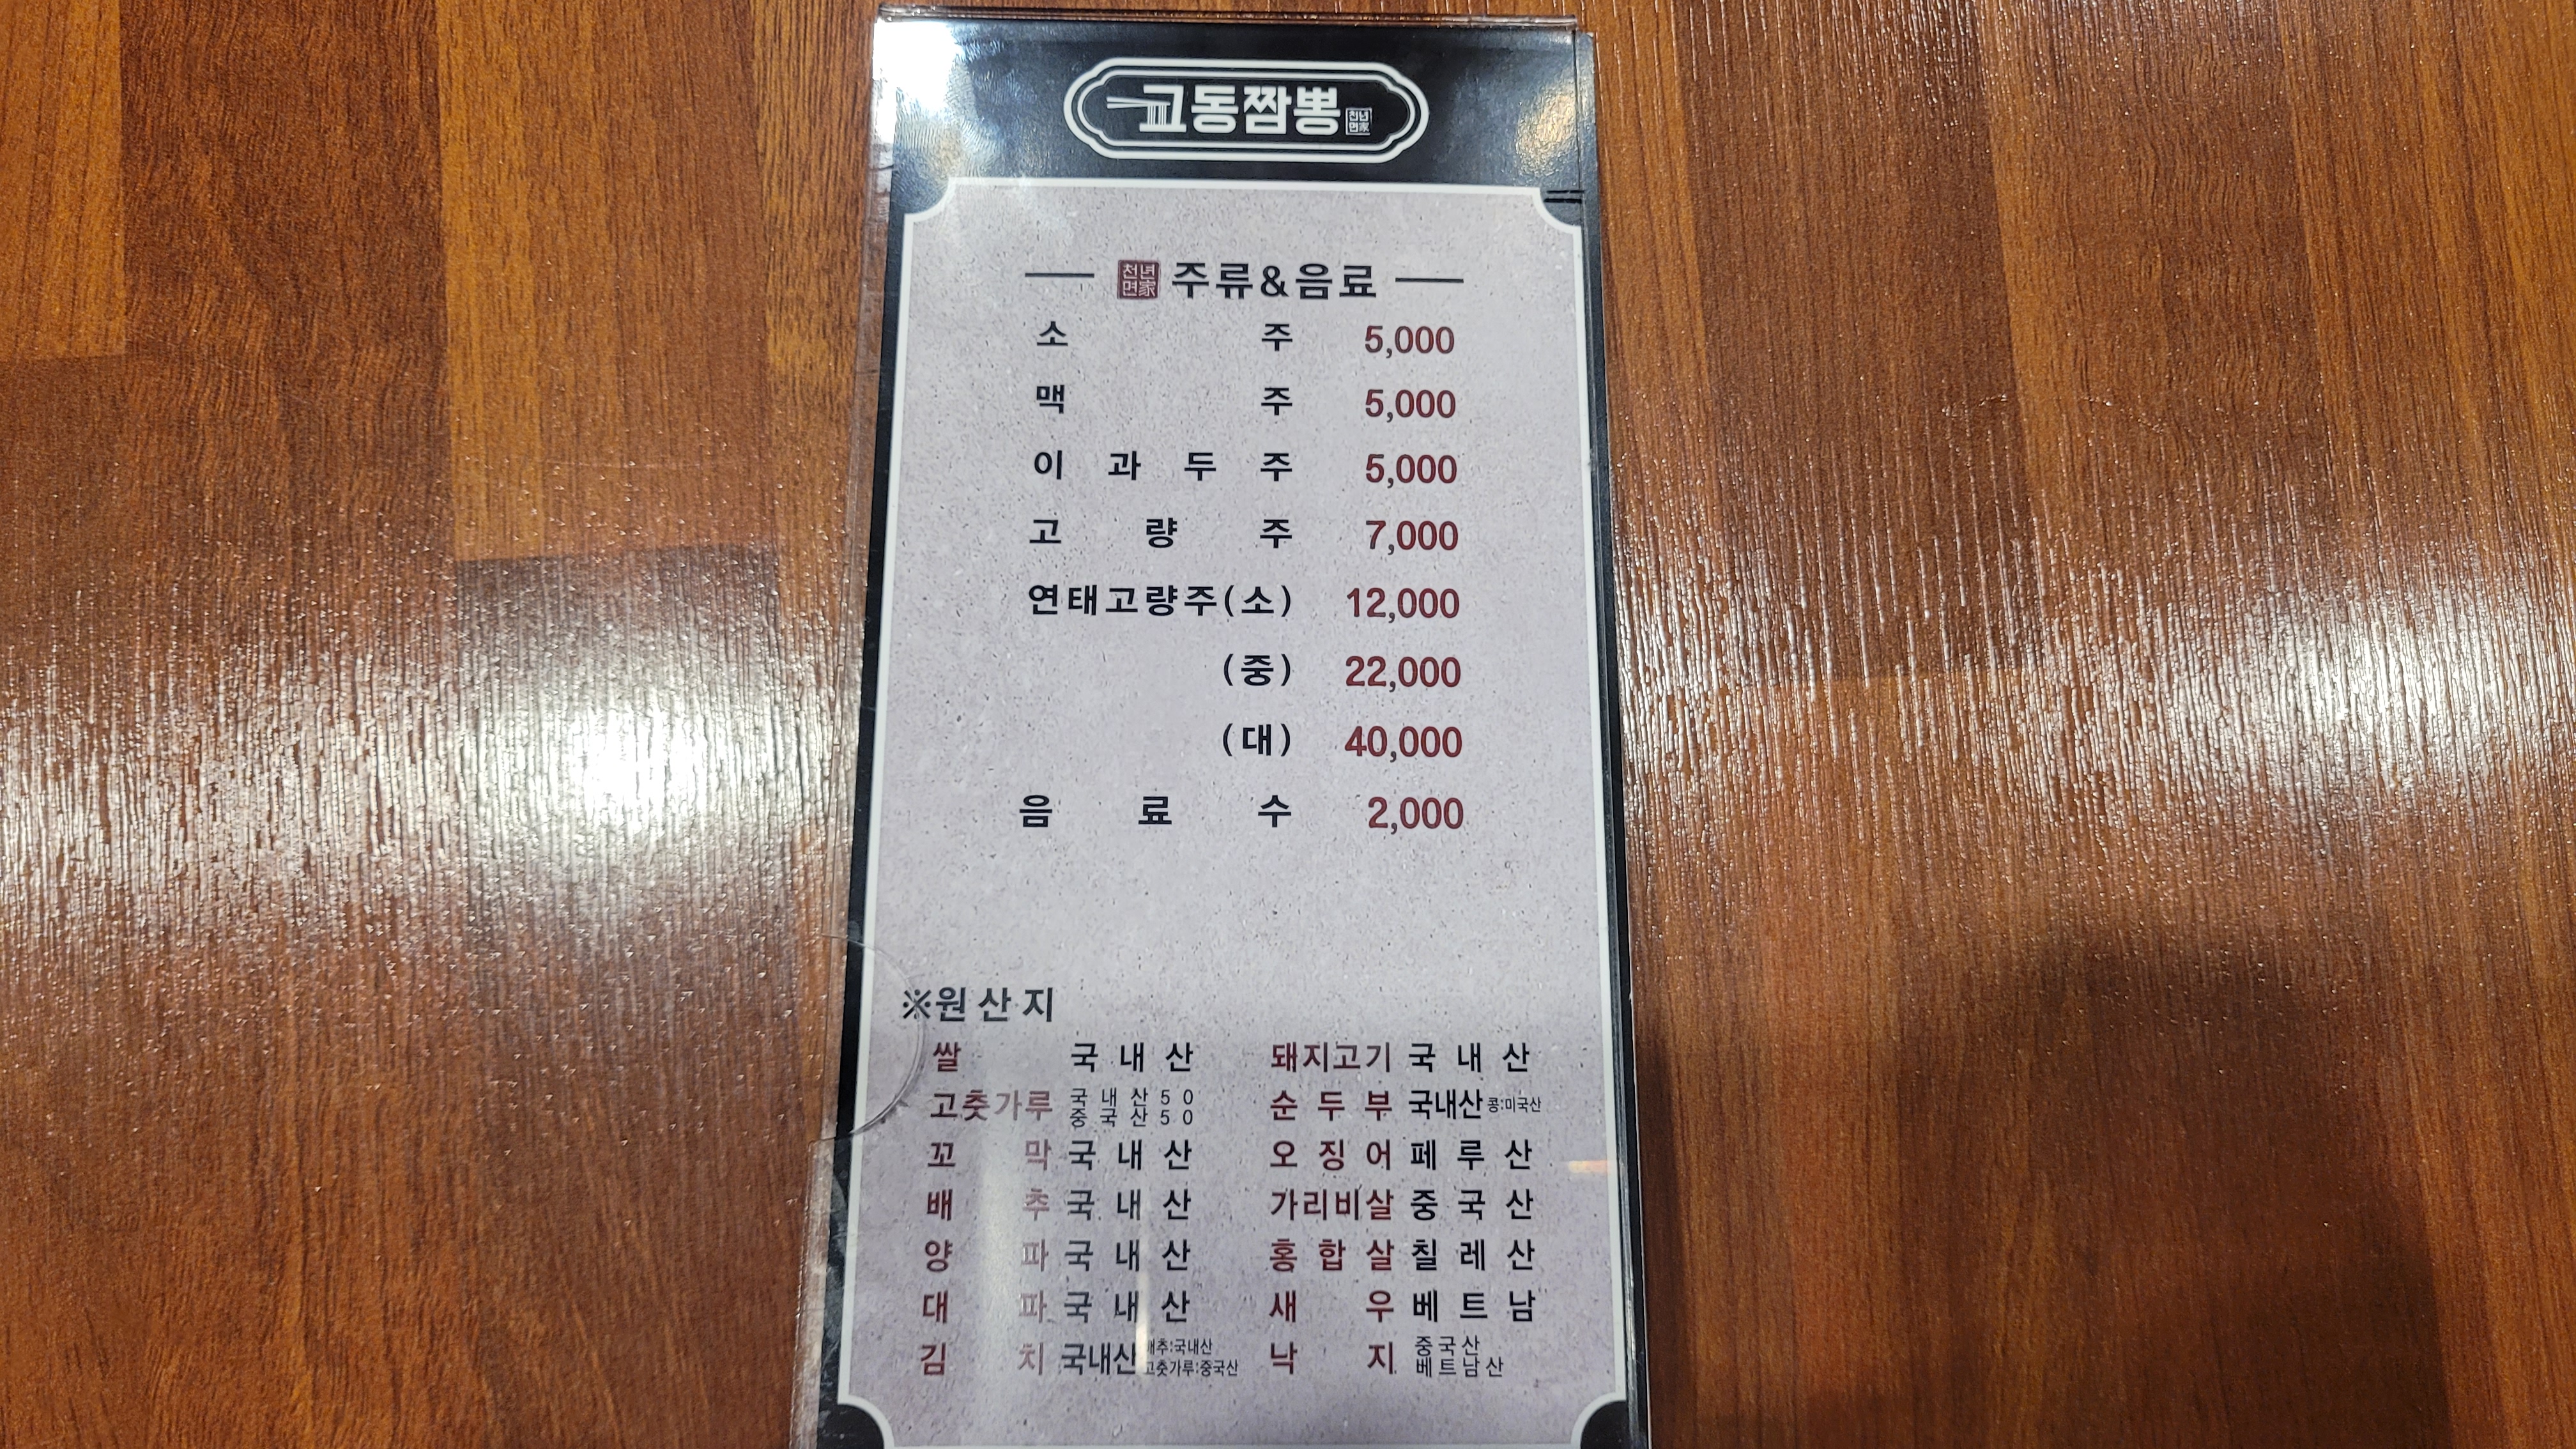 교동짬뽕 천년면家
천년면家 주류&음료
소주 5,000
맥주 5,000
이과두주 5,000
고량주 7,000
연태고량주(소) 12,000
(중) 22,000
(대) 40,000
음료수 2,000
※원산지
쌀 국내산 돼지고기 국내산
고춧가루 국내산50 중국산50 순두부 국내산 콩:미국산
꼬막 국내산 오징어 페루산
배추 국내산 가리비살 중국산
양파 국내산 홍합살 칠레산
대파 국내산 새우 베트남
김치 국내산 배추:국내산 고춧가루:중국산 낙지 중국산 베트남산